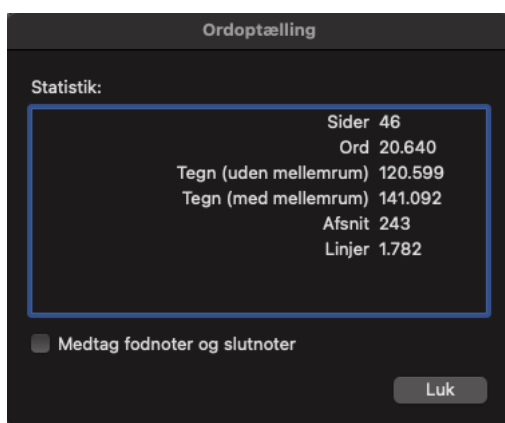 Ordoptælling
Statistik:
Sider 46
Ord 20.640
Tegn (uden mellemrum) 120.599
Tegn (med mellemrum) 141.092
Afsnit 243
Linjer 1.782
Medtag fodnoter og slutnoter
Luk